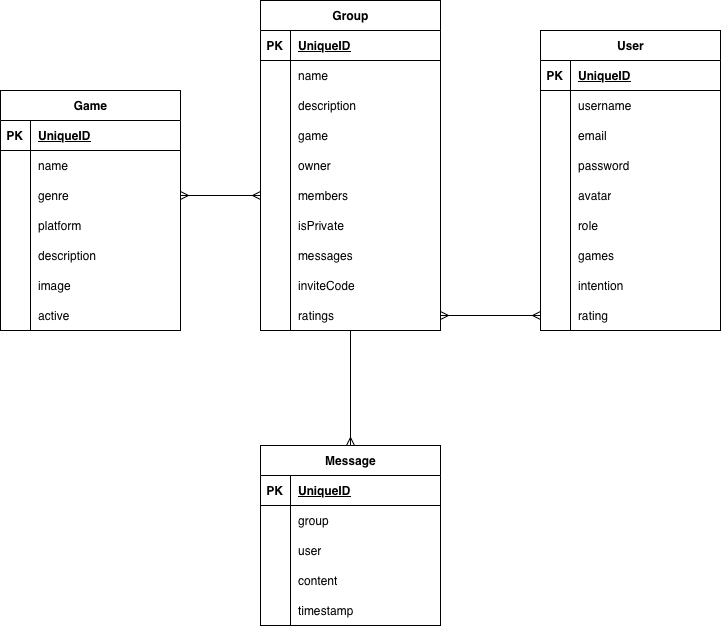 Group
PK UniqueID
name
description
game
owner
members
isPrivate
messages
inviteCode
ratings
User
PK UniqueID
username
email
password
avatar
role
games
intention
rating
Game
PK UniqueID
name
genre
platform
description
image
active
Message
PK UniqueID
group
user
content
timestamp